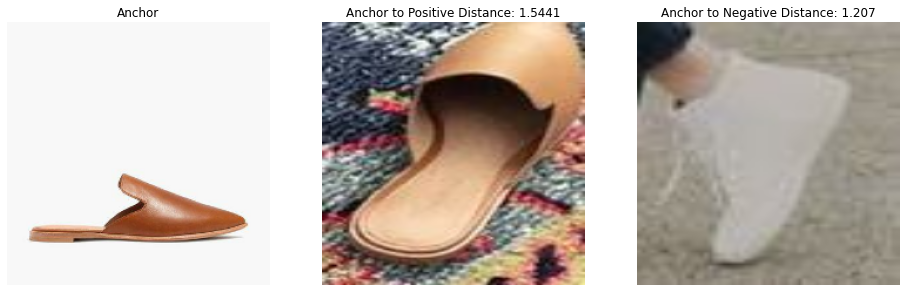 Anchor
Anchor to Positive Distance: 1.5441
Anchor to Negative Distance: 1.207